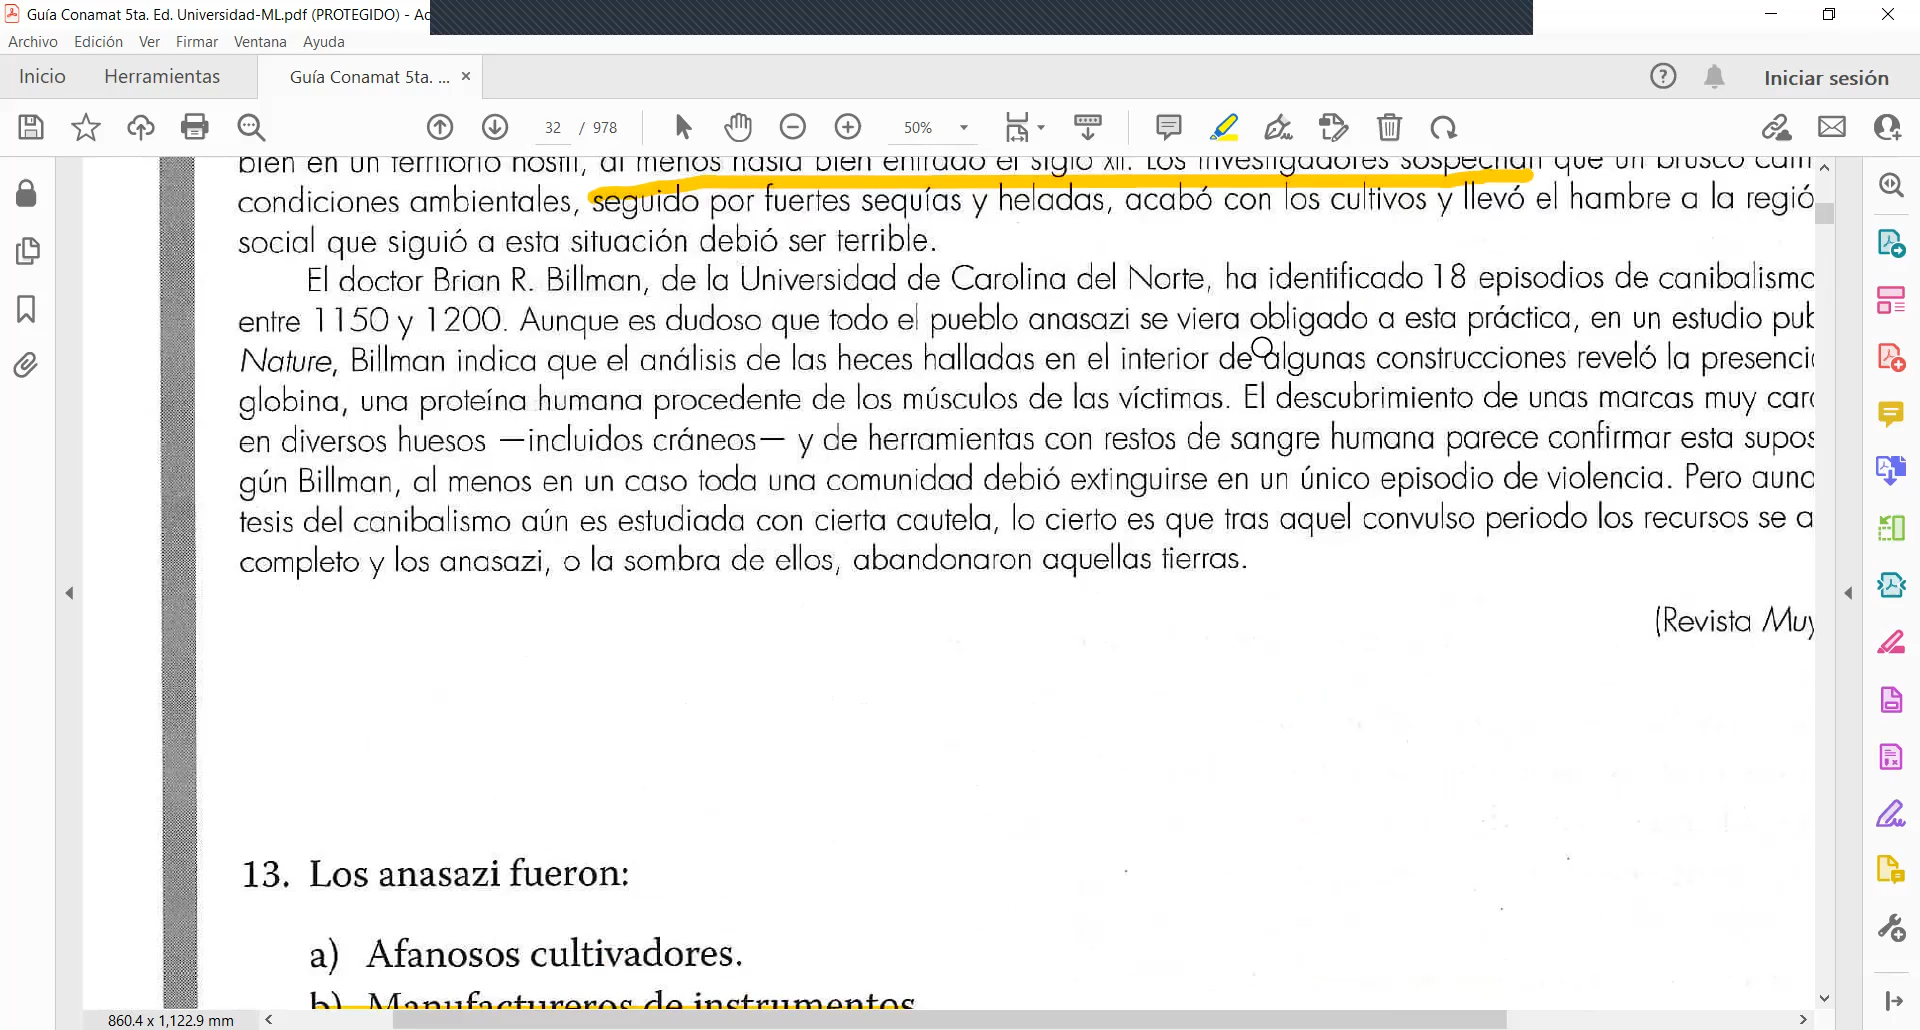 Guía Conamat 5ta. Ed. Universidad-ML.pdf (PROTEGIDO) - Ac
Archivo Edición Ver Firmar Ventana Ayuda
Inicio Herramientas Guía Conamat 5ta. ... × Iniciar sesión
32 / 978 50%
bien en un territorio hostil, al menos hasta bien entrado el siglo XII. Los investigadores sospechan que un brusco cam
condiciones ambientales, seguido por fuertes sequías y heladas, acabó con los cultivos y llevó el hambre a la regió
social que siguió a esta situación debió ser terrible.
El doctor Brian R. Billman, de la Universidad de Carolina del Norte, ha identificado 18 episodios de canibalismo
entre 1150 y 1200. Aunque es dudoso que todo el pueblo anasazi se viera obligado a esta práctica, en un estudio pub
Nature, Billman indica que el análisis de las heces halladas en el interior de algunas construcciones reveló la presenci
globina, una proteína humana procedente de los músculos de las víctimas. El descubrimiento de unas marcas muy cara
en diversos huesos —incluidos cráneos— y de herramientas con restos de sangre humana parece confirmar esta supos
gún Billman, al menos en un caso toda una comunidad debió extinguirse en un único episodio de violencia. Pero aunq
tesis del canibalismo aún es estudiada con cierta cautela, lo cierto es que tras aquel convulso periodo los recursos se a
completo y los anasazi, o la sombra de ellos, abandonaron aquellas tierras.
(Revista Muy
13. Los anasazi fueron:
a) Afanosos cultivadores.
b) Manufactureros de instrumentos
860.4 x 1,122.9 mm